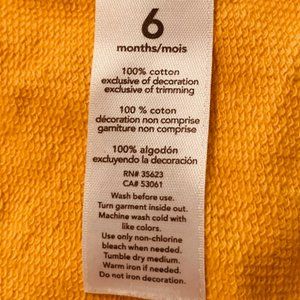 6
months/mois
100% cotton
exclusive of decoration
exclusive of trimming
100 % coton
décoration non comprise
garniture non comprise
100% algodón
excluyendo la decoración
RN# 35623
CA# 53061
Wash before use.
Turn garment inside out.
Machine wash cold with
like colors.
Use only non-chlorine
bleach when needed.
Tumble dry medium.
Warm iron if needed.
Do not iron decoration.